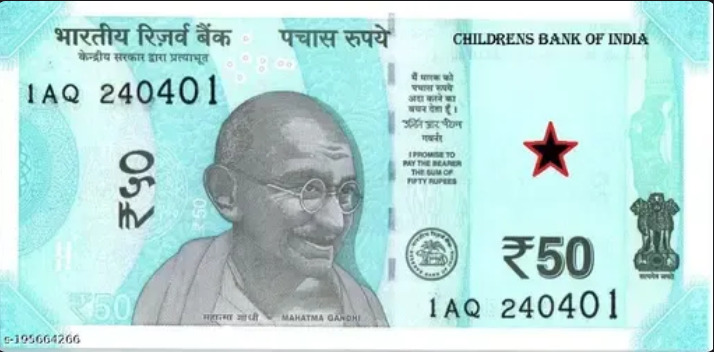 भारतीय रिज़र्व बैंक
केन्द्रीय सरकार द्वारा प्रत्याभूत
पचास रुपये
CHILDRENS BANK OF INDIA
1AQ 240401
₹५०
मैं धारक को
पचास रुपये
अदा करने का
वचन देता हूँ।
गवर्नर
I PROMISE TO
PAY THE BEARER
THE SUM OF
FIFTY RUPEES
₹50
₹50
₹50
सत्यमेव जयते
1AQ 240401
महात्मा गांधी
MAHATMA GANDHI
s-195664266